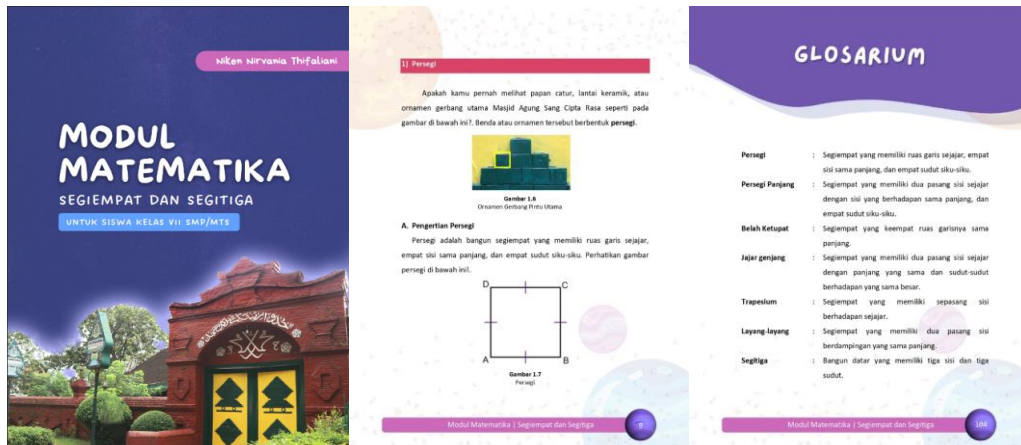 Niken Nirvania Thifaliani
MODUL
MATEMATIKA
SEGIEMPAT DAN SEGITIGA
UNTUK SISWA KELAS VII SMP/MTS
1) Persegi
Apakah kamu pernah melihat papan catur, lantai keramik, atau
ornamen gerbang utama Masjid Agung Sang Cipta Rasa seperti pada
gambar di bawah ini?. Benda atau ornamen tersebut berbentuk persegi.
Gambar 1.6
Ornamen Gerbang Pintu Utama
A. Pengertian Persegi
Persegi adalah bangun segiempat yang memiliki ruas garis sejajar,
empat sisi sama panjang, dan empat sudut siku-siku. Perhatikan gambar
persegi di bawah ini!.
D C
A B
Gambar 1.7
Persegi
Modul Matematika | Segiempat dan Segitiga
9
GLOSARIUM
Persegi : Segiempat yang memiliki ruas garis sejajar, empat
sisi sama panjang, dan empat sudut siku-siku.
Persegi Panjang : Segiempat yang memiliki dua pasang sisi sejajar
dengan sisi yang berhadapan sama panjang, dan
empat sudut siku-siku.
Belah Ketupat : Segiempat yang keempat ruas garisnya sama
panjang.
Jajar genjang : Segiempat yang memiliki dua pasang sisi sejajar
dengan panjang yang sama dan sudut-sudut
berhadapan yang sama besar.
Trapesium : Segiempat yang memiliki sepasang sisi
berhadapan sejajar.
Layang-layang : Segiempat yang memiliki dua pasang sisi
berdampingan yang sama panjang.
Segitiga : Bangun datar yang memiliki tiga sisi dan tiga
sudut.
Modul Matematika | Segiempat dan Segitiga
104